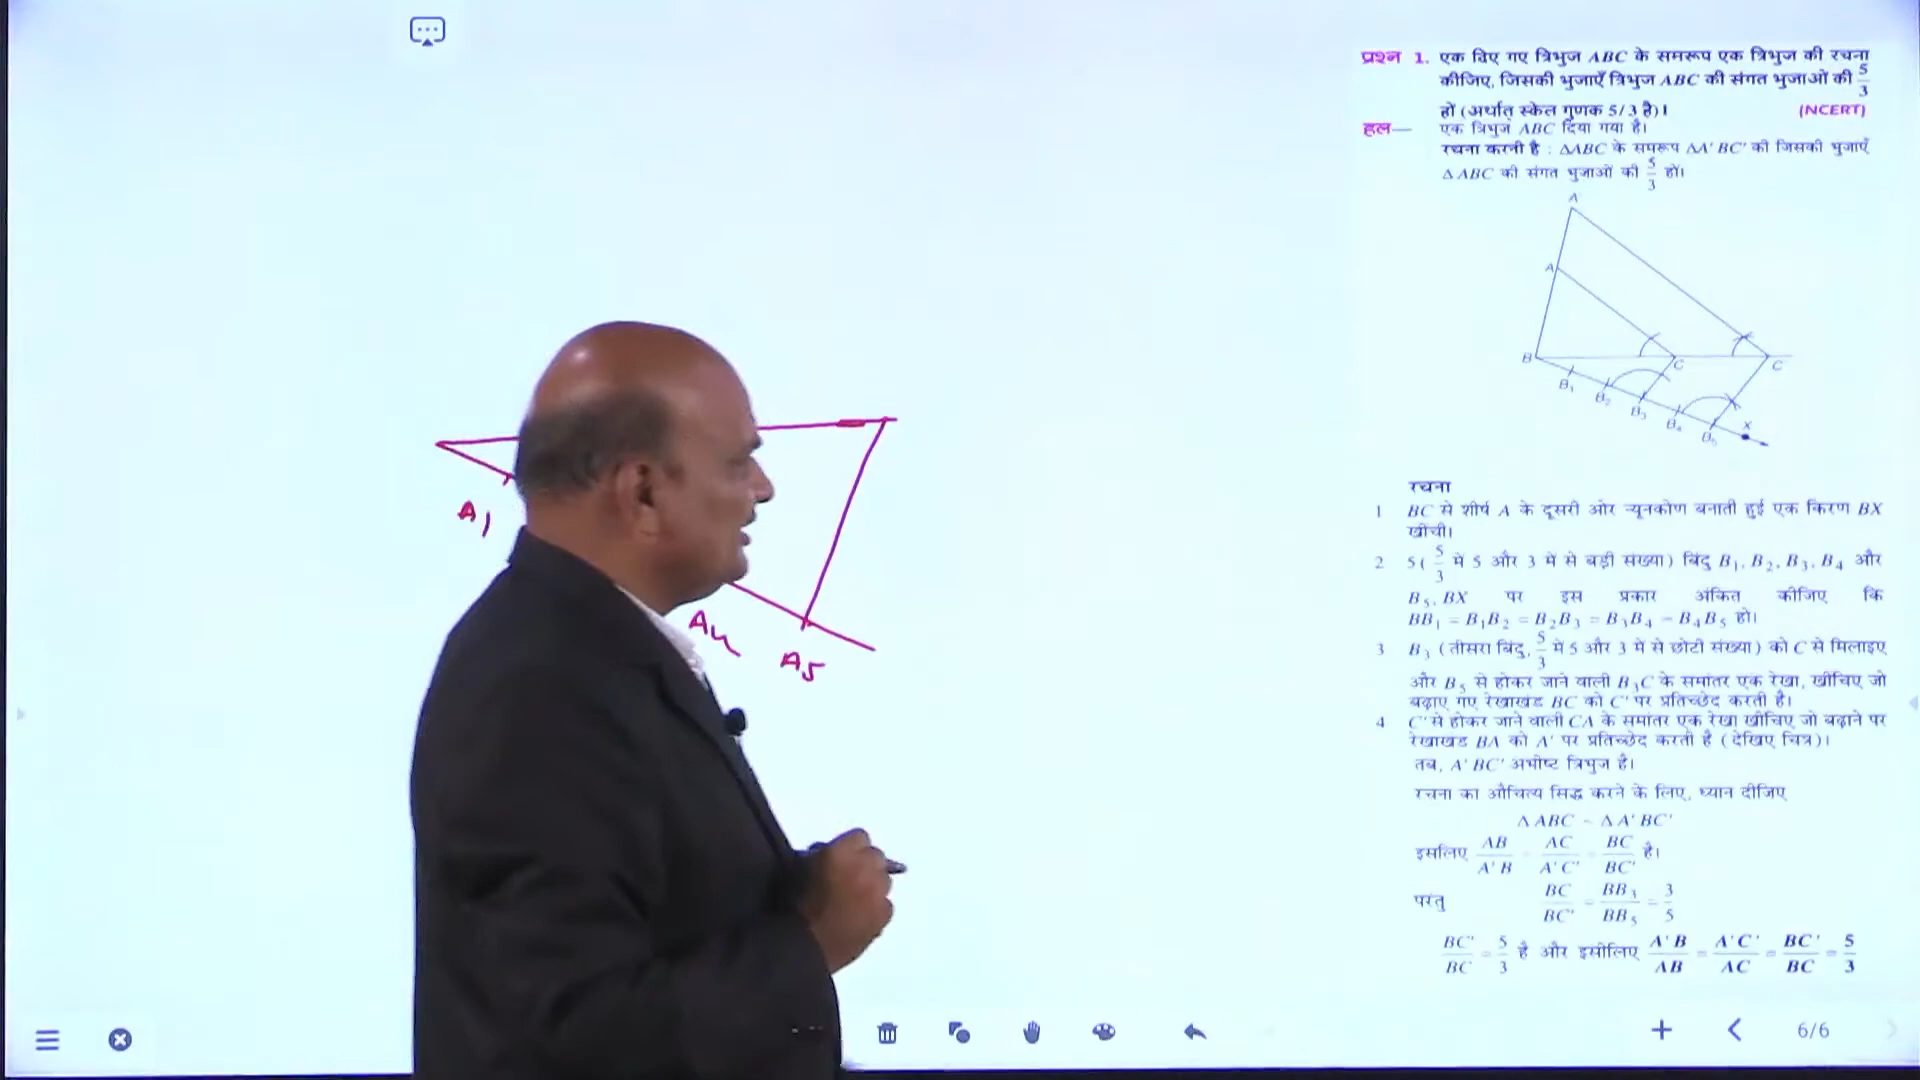 प्रश्न 1. एक दिए गए त्रिभुज ABC के समरूप एक त्रिभुज की रचना
कीजिए, जिसकी भुजाएँ त्रिभुज ABC की संगत भुजाओं की 5/3
हों (अर्थात् स्केल गुणक 5/3 है)। (NCERT)
हल— एक त्रिभुज ABC दिया गया है।
रचना करनी है : ΔABC के समरूप ΔA'BC' की जिसकी भुजाएँ
ΔABC की संगत भुजाओं की 5/3 हों।
A
A
B C C
B₁ B₂ B₃ B₄ B₅ X
A₁
A₄ A₅
रचना
1 BC से शीर्ष A के दूसरी ओर न्यूनकोण बनाती हुई एक किरण BX
खींची।
2 5 ( 5/3 में 5 और 3 में से बड़ी संख्या) बिंदु B₁, B₂, B₃, B₄ और
B₅, BX पर इस प्रकार अंकित कीजिए कि
BB₁ = B₁B₂ = B₂B₃ = B₃B₄ = B₄B₅ हो।
3 B₃ (तीसरा बिंदु, 5/3 में 5 और 3 में से छोटी संख्या) को C से मिलाइए
और B₅ से होकर जाने वाली B₃C के समांतर एक रेखा, खींचिए जो
बढ़ाए गए रेखाखंड BC को C' पर प्रतिच्छेद करती है।
4 C' से होकर जाने वाली CA के समांतर एक रेखा खींचिए जो बढ़ाने पर
रेखाखंड BA को A' पर प्रतिच्छेद करती है (देखिए चित्र)।
तब, A'BC' अभीष्ट त्रिभुज है।
रचना का औचित्य सिद्ध करने के लिए, ध्यान दीजिए
ΔABC ~ ΔA'BC'
इसलिए AB/A'B = AC/A'C' = BC/BC' है।
परंतु BC/BC' = BB₃/BB₅ = 3/5
BC'/BC = 5/3 है और इसीलिए A'B/AB = A'C'/AC = BC'/BC = 5/3
6/6